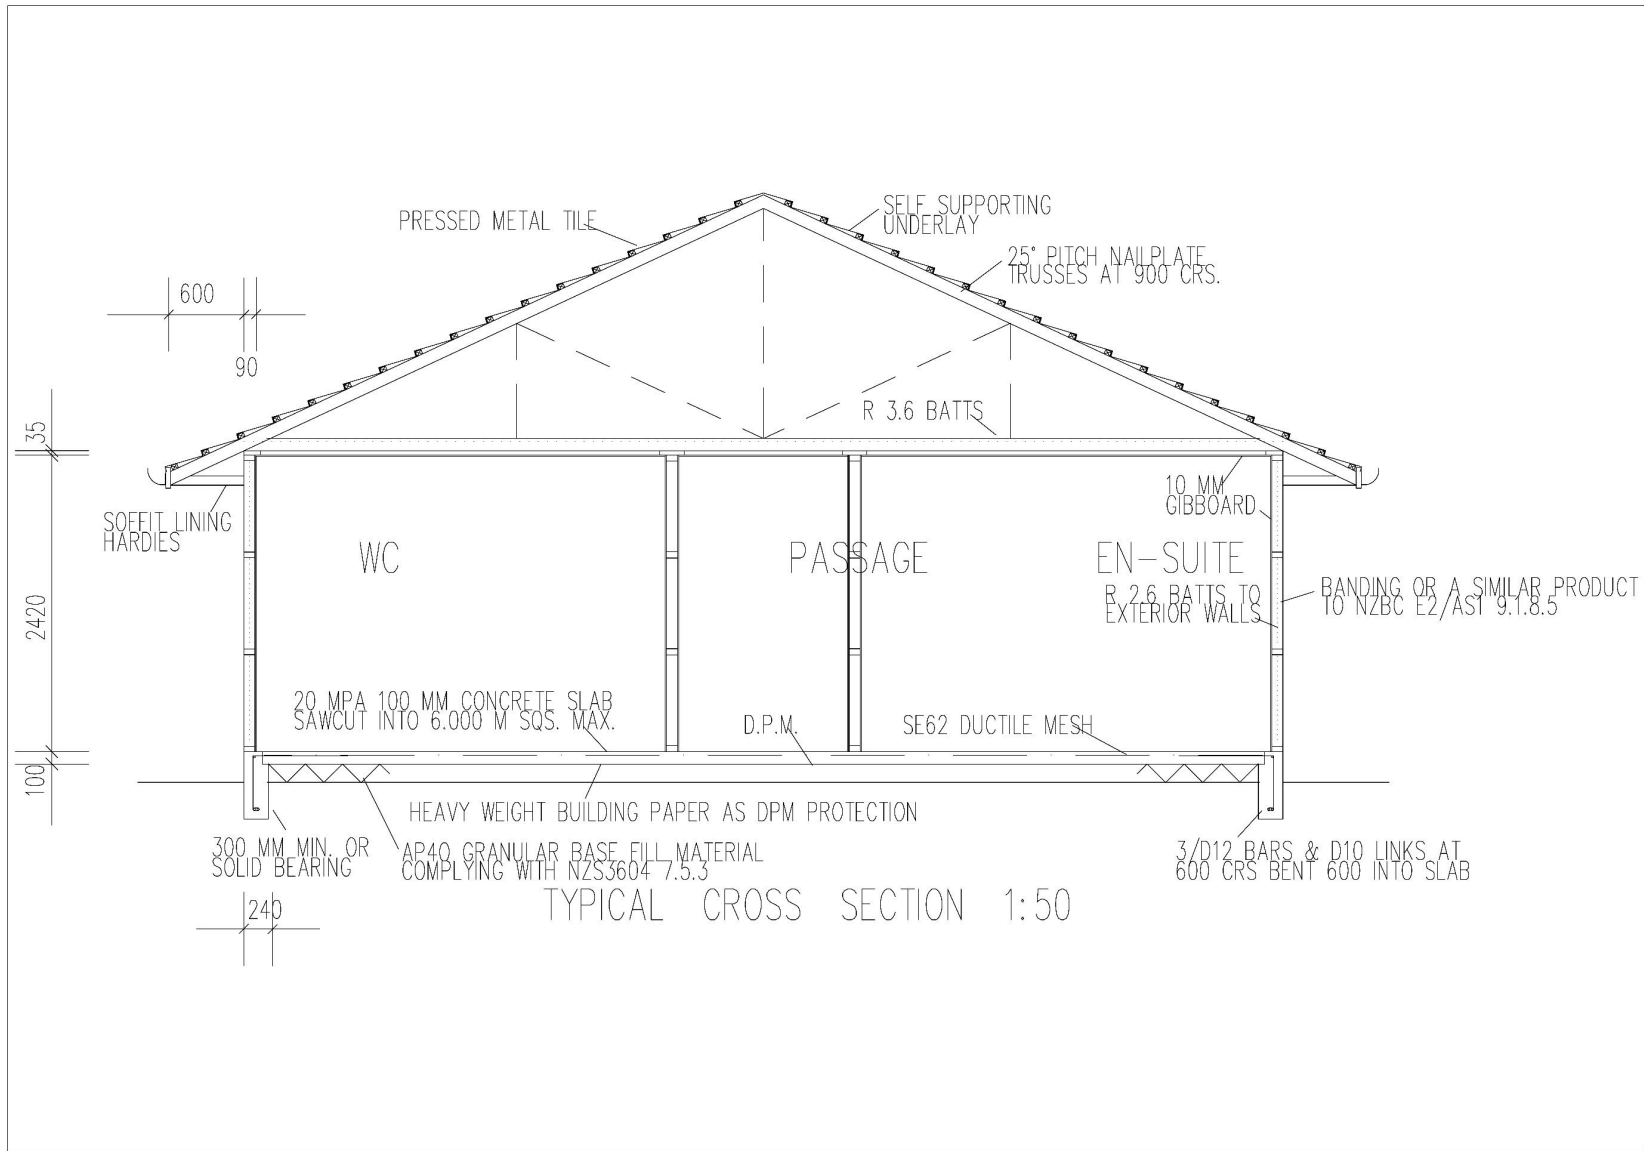 PRESSED METAL TILE
SELF SUPPORTING
UNDERLAY
25° PITCH NAILPLATE
TRUSSES AT 900 CRS.
600
90
35
R 3.6 BATTS
10 MM
GIBBOARD
SOFFIT LINING
HARDIES
WC
PASSAGE
EN-SUITE
R 2.6 BATTS TO
EXTERIOR WALLS
BANDING OR A SIMILAR PRODUCT
TO NZBC E2/AS1 9.1.8.5
2420
20 MPA 100 MM CONCRETE SLAB
SAWCUT INTO 6.000 M SQS. MAX.
D.P.M.
SE62 DUCTILE MESH
100
HEAVY WEIGHT BUILDING PAPER AS DPM PROTECTION
300 MM MIN. OR
SOLID BEARING
AP40 GRANULAR BASE FILL MATERIAL
COMPLYING WITH NZS3604 7.5.3
3/D12 BARS & D10 LINKS AT
600 CRS BENT 600 INTO SLAB
240
TYPICAL CROSS SECTION 1:50